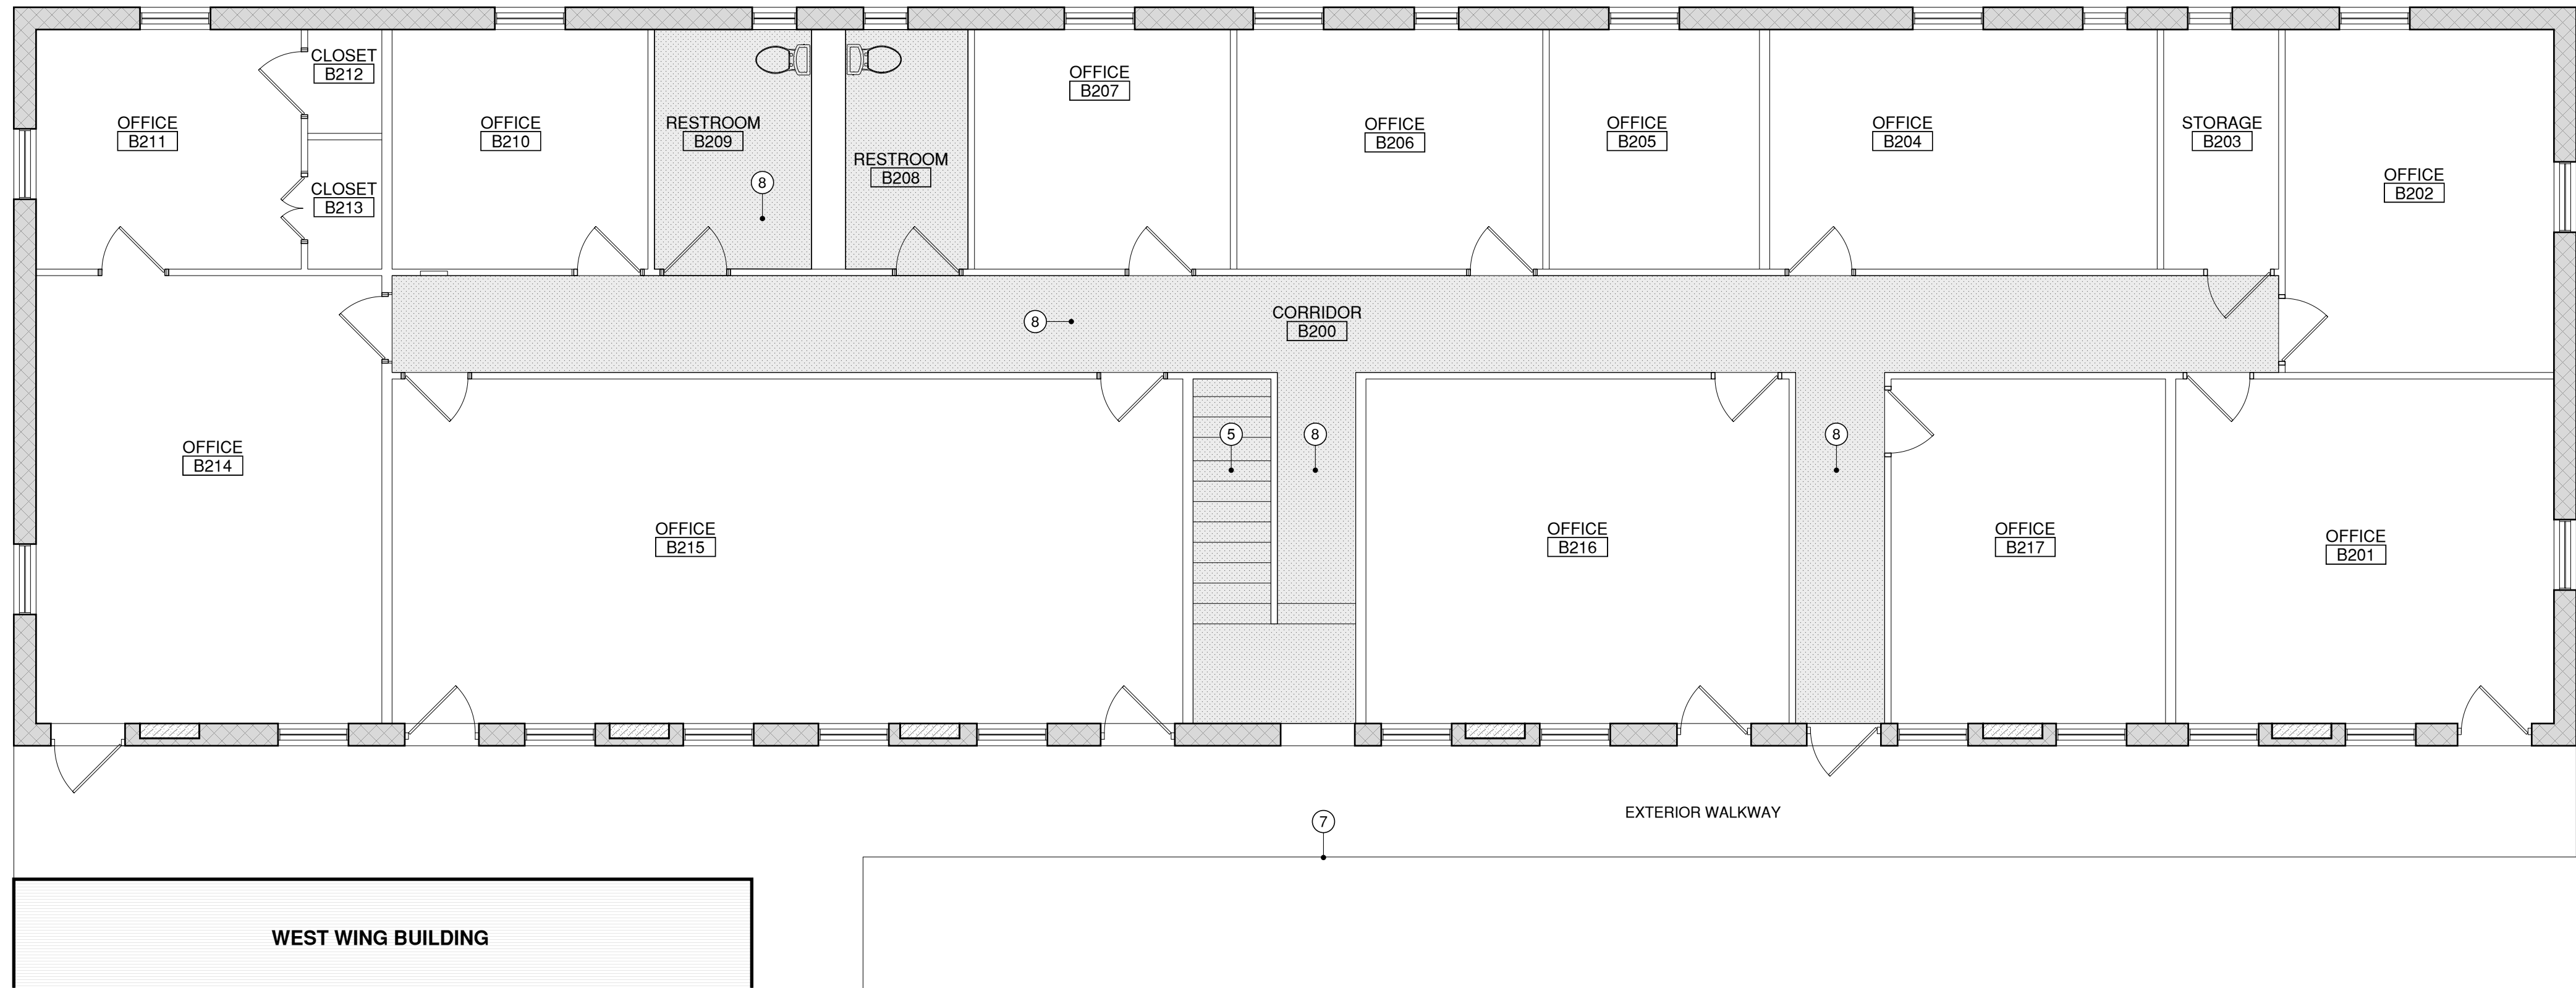 CLOSET
B212
OFFICE
B211
CLOSET
B213
OFFICE
B210
RESTROOM
B209
8
RESTROOM
B208
OFFICE
B207
OFFICE
B206
OFFICE
B205
OFFICE
B204
STORAGE
B203
OFFICE
B202
8
CORRIDOR
B200
OFFICE
B214
OFFICE
B215
5
8
OFFICE
B216
8
OFFICE
B217
OFFICE
B201
7
EXTERIOR WALKWAY
WEST WING BUILDING